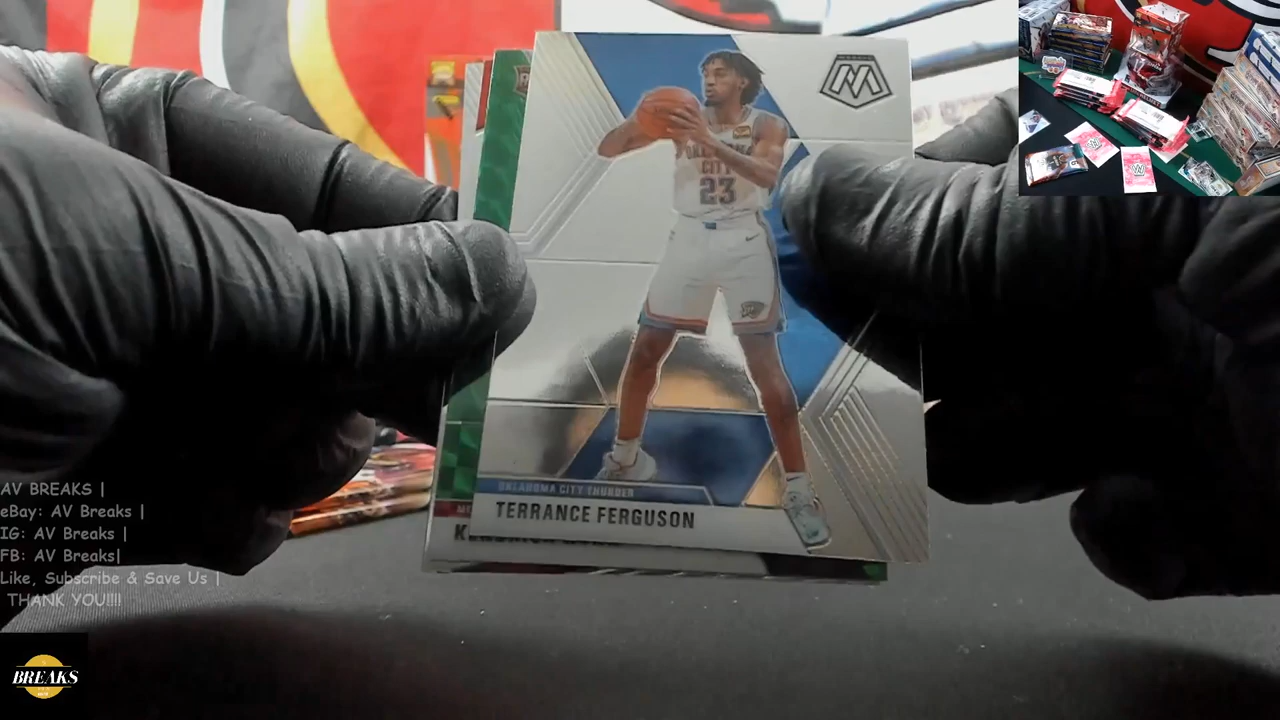 OKLAHOMA
CITY
23
OKLAHOMA CITY THUNDER
TERRANCE FERGUSON
AV BREAKS |
eBay: AV Breaks |
IG: AV Breaks |
FB: AV Breaks|
Like, Subscribe & Save Us |
THANK YOU!!!!
BREAKS